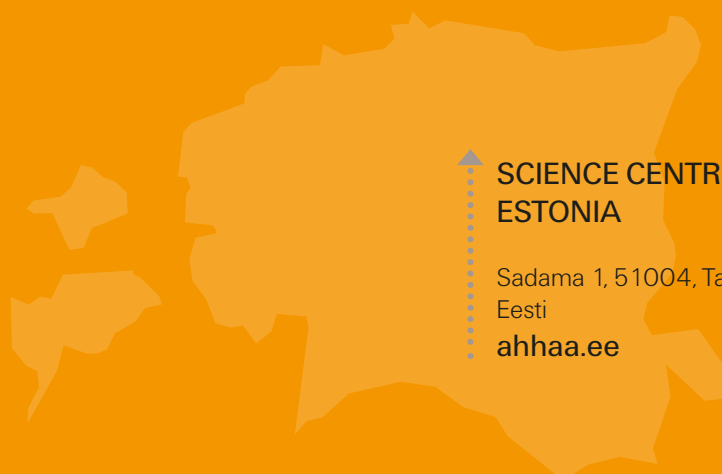 SCIENCE CENTR
ESTONIA
Sadama 1, 51004, Ta
Eesti
ahhaa.ee